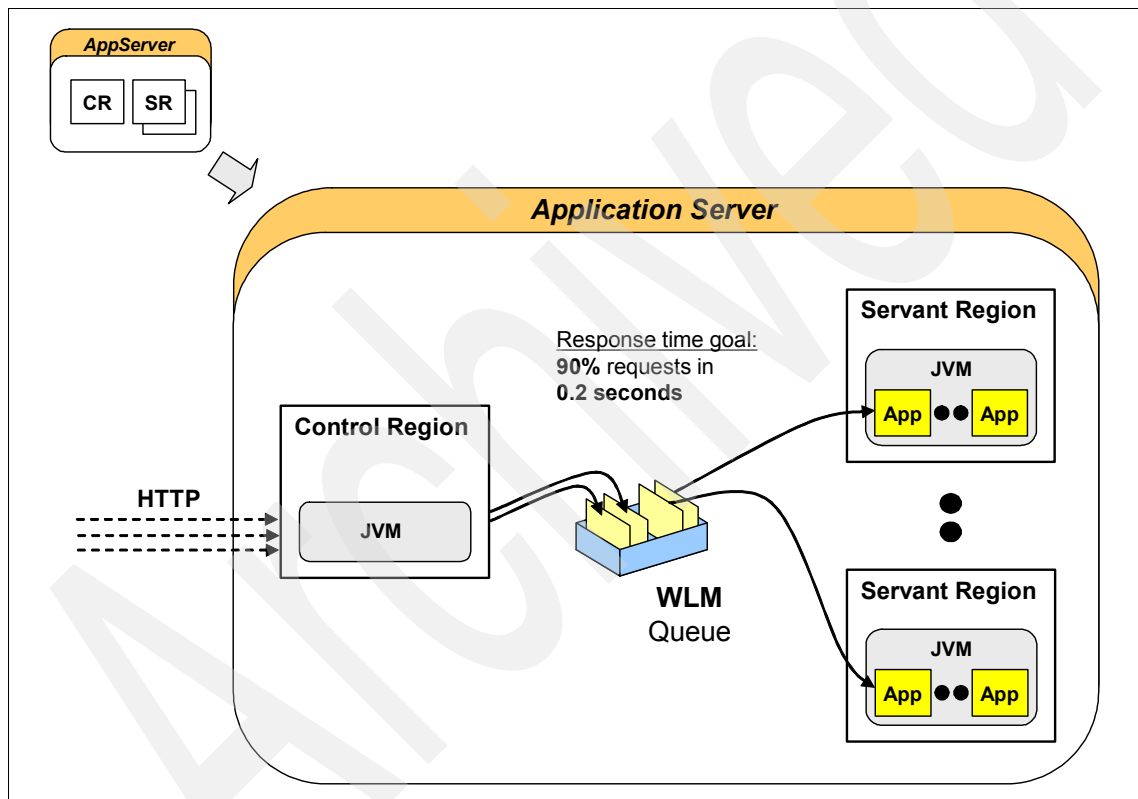 AppServer
CR SR
Application Server
Response time goal:
90% requests in
0.2 seconds
Control Region
JVM
HTTP
WLM
Queue
Servant Region
JVM
App App
Servant Region
JVM
App App
Archived